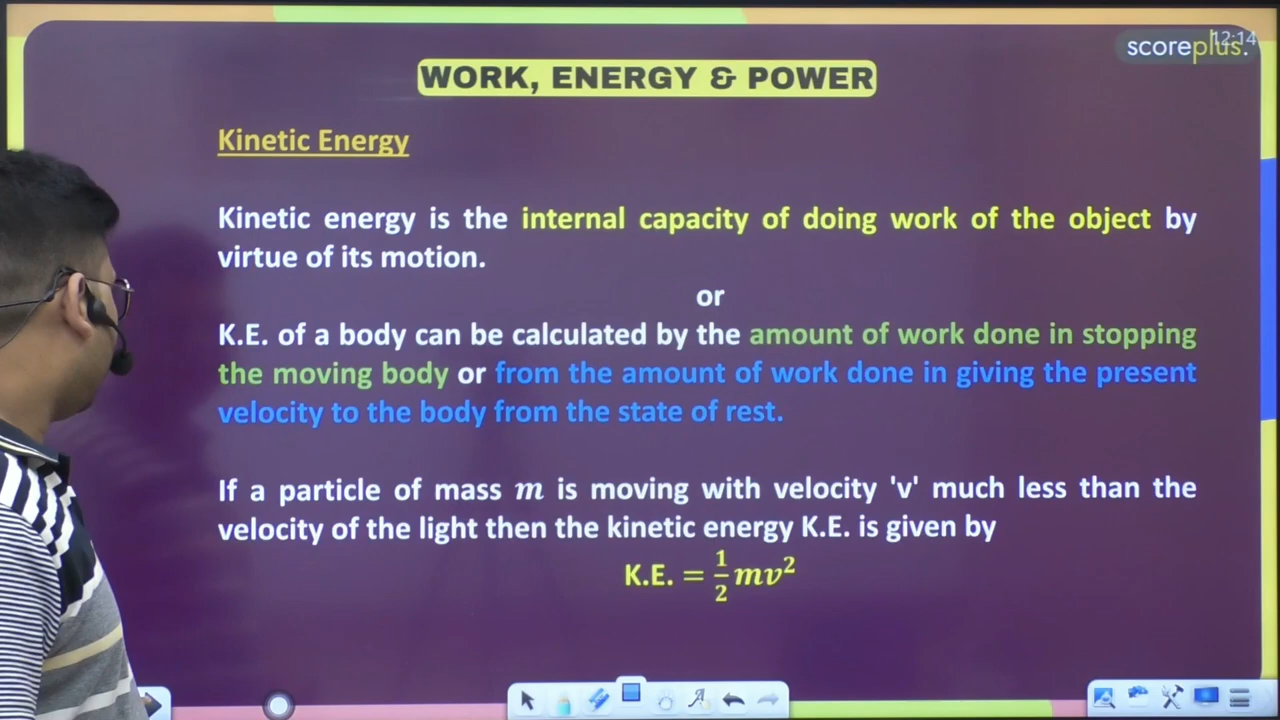 12:14
scoreplus.
WORK, ENERGY & POWER
Kinetic Energy
Kinetic energy is the internal capacity of doing work of the object by
virtue of its motion.
or
K.E. of a body can be calculated by the amount of work done in stopping
the moving body or from the amount of work done in giving the present
velocity to the body from the state of rest.
If a particle of mass m is moving with velocity 'v' much less than the
velocity of the light then the kinetic energy K.E. is given by
K.E. = 1/2 mv²